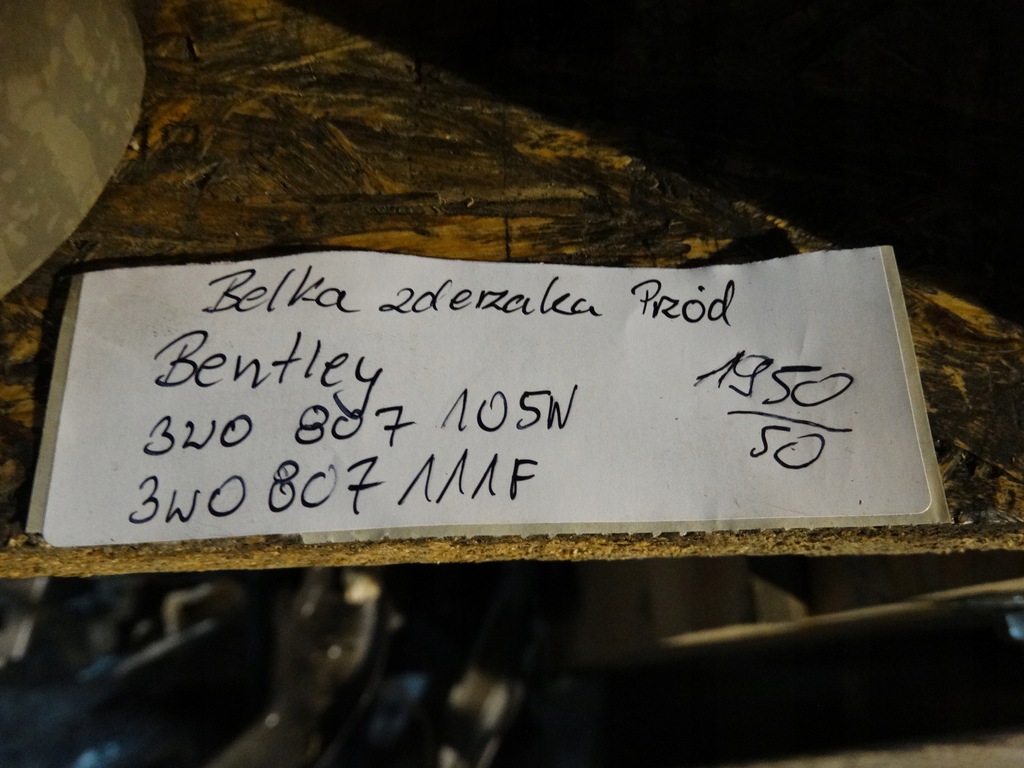 Belka zderzaka Przód
Bentley
3W0 807 105N
3W0 807 111F
1950
50